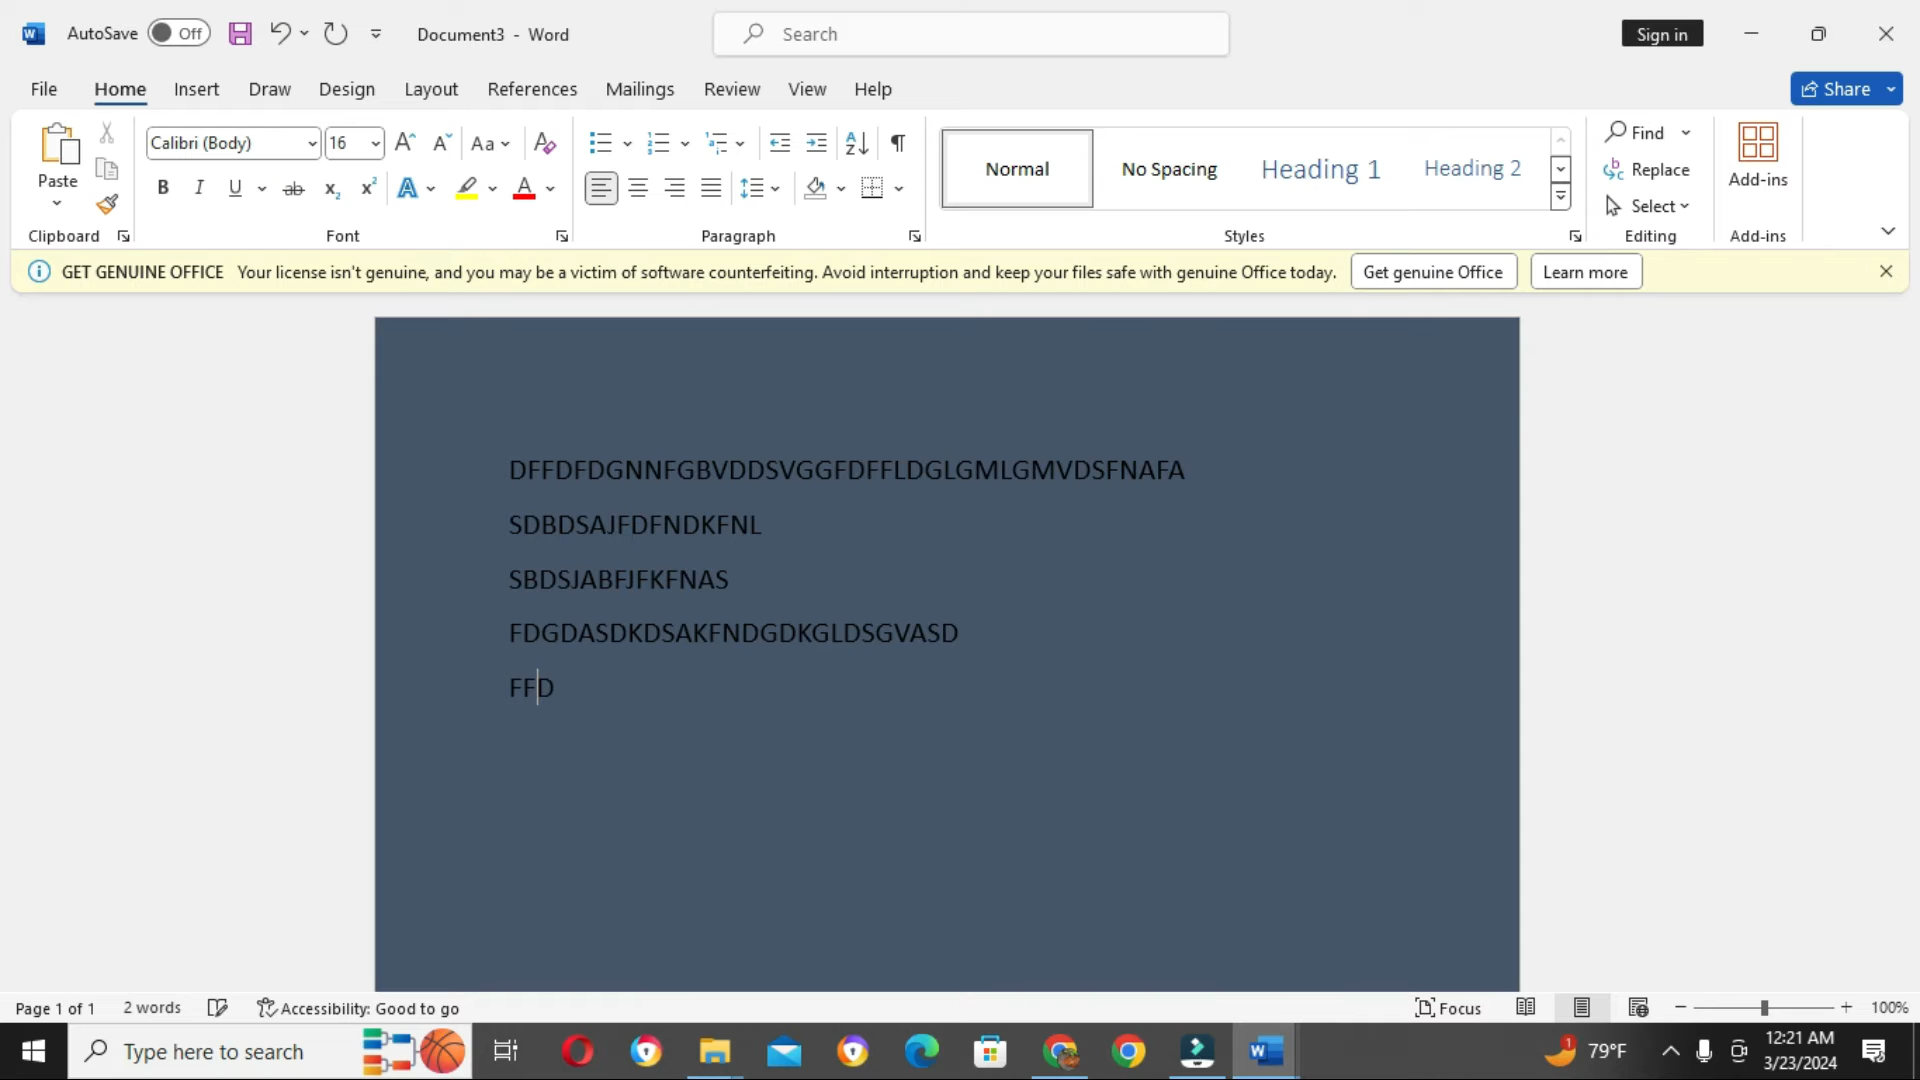 AutoSave Off Document3 - Word Search Sign in
File Home Insert Draw Design Layout References Mailings Review View Help Share
Calibri (Body) 16 Aa Normal No Spacing Heading 1 Heading 2 Find
Paste Replace Add-ins
Select
Clipboard Font Paragraph Styles Editing Add-ins
GET GENUINE OFFICE Your license isn't genuine, and you may be a victim of software counterfeiting. Avoid interruption and keep your files safe with genuine Office today. Get genuine Office Learn more
DFFDFDGNNFGBVDDSVGGFDFFLDGLGMLGMVDSFNAFA
SDBDSAJFDFNDKFNL
SBDSJABFJFKFNAS
FDGDASDKDSAKFNDGDKGLDSGVASD
FFD
Page 1 of 1 2 words Accessibility: Good to go Focus 100%
Type here to search 1 79°F 12:21 AM
3/23/2024